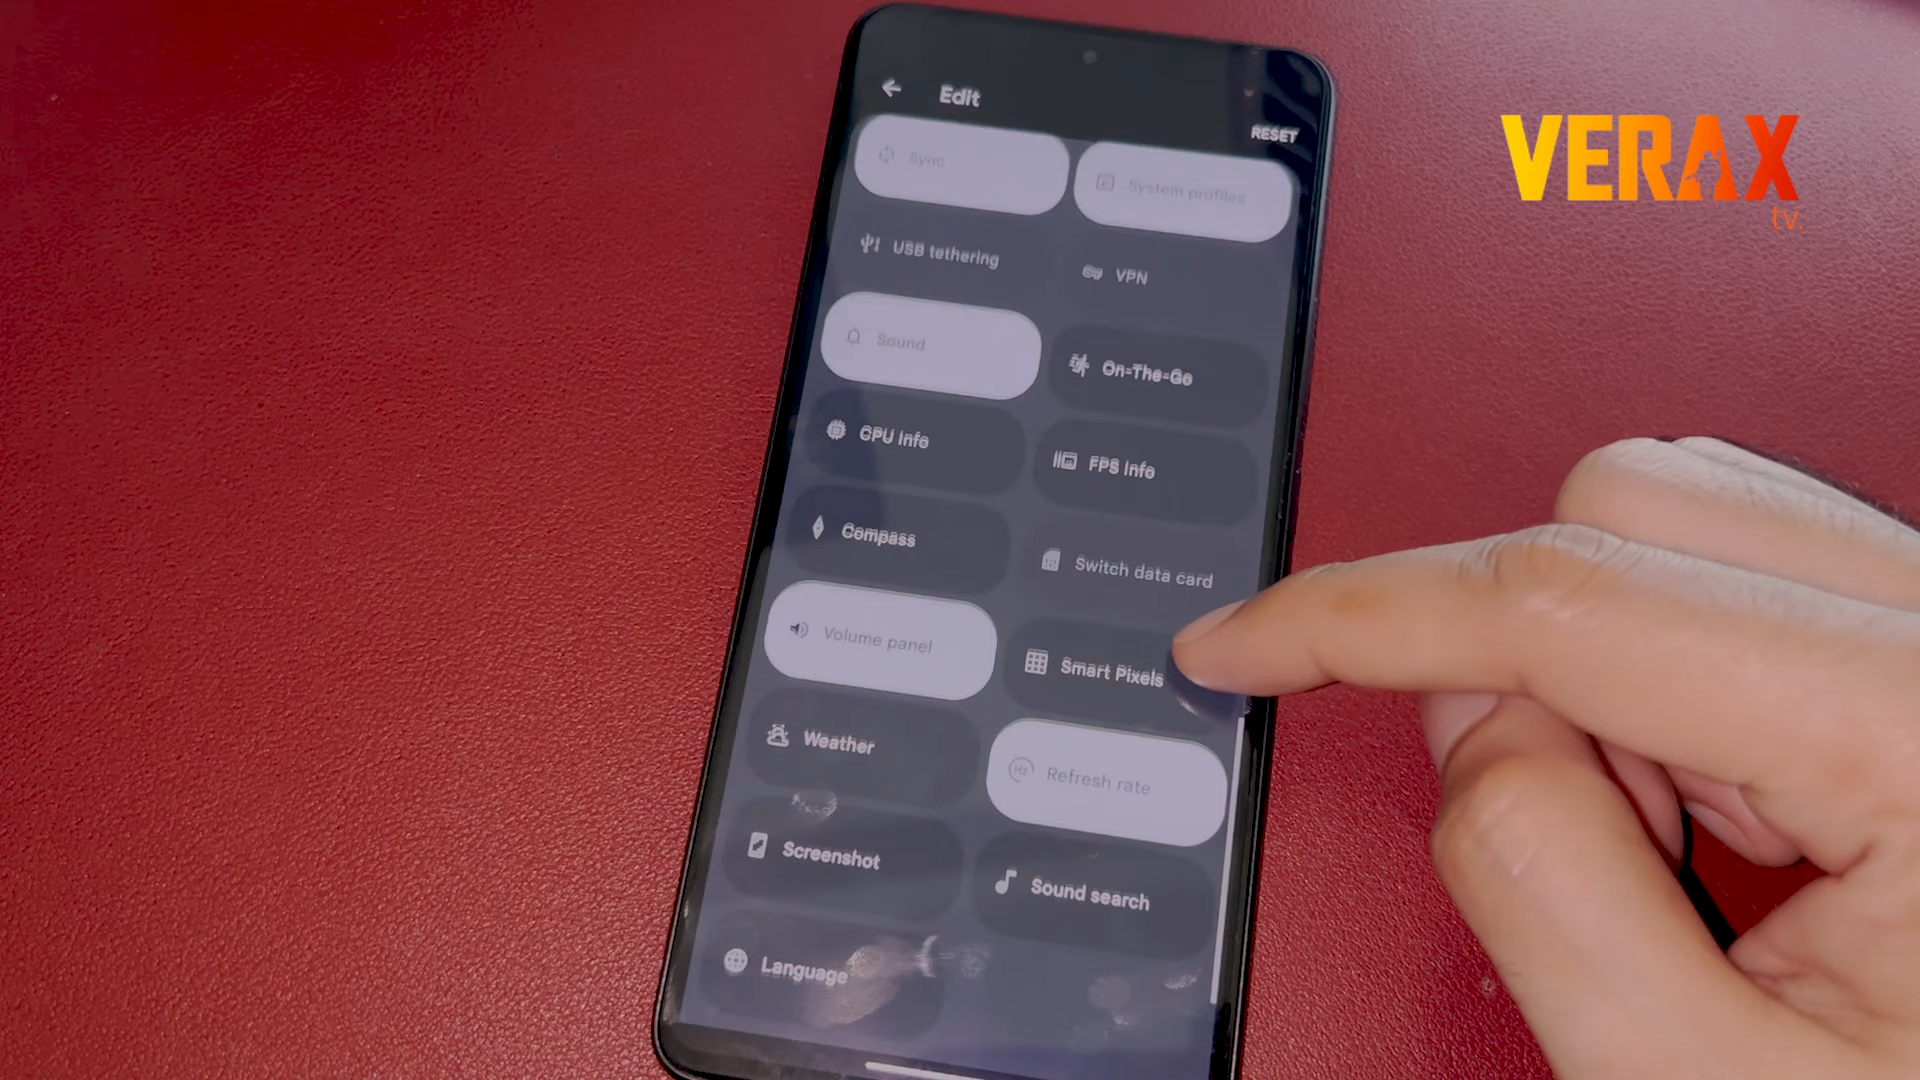 Edit
RESET
Sync
System profiles
USB tethering
VPN
Sound
On-The-Go
CPU Info
FPS Info
Compass
Switch data card
Volume panel
Smart Pixels
Weather
Hz
Refresh rate
Screenshot
Sound search
Language
VERAX
tv.